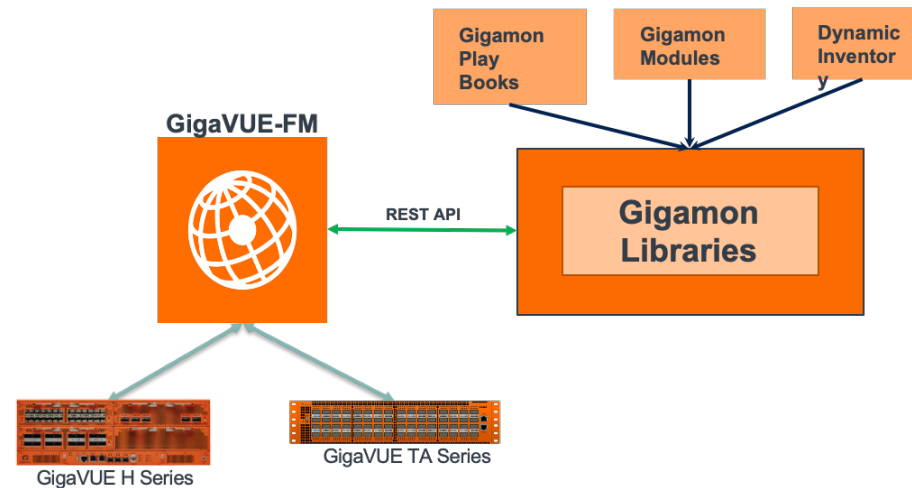 Gigamon
Play
Books
Gigamon
Modules
Dynamic
Inventor
y
GigaVUE-FM
REST API
Gigamon
Libraries
GigaVUE H Series
GigaVUE TA Series